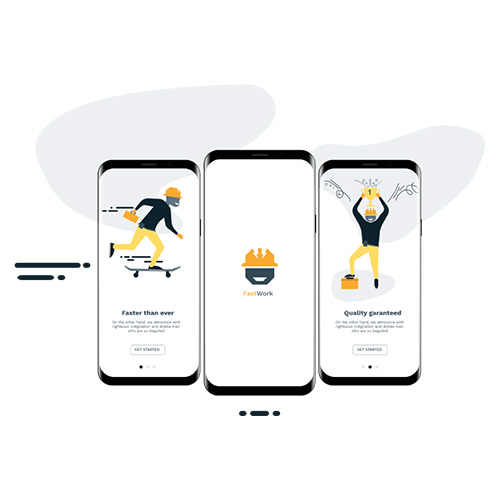 Faster than ever
On the other hand, we denounce with
righteous indignation and dislike men
who are so beguiled
GET STARTED
FastWork
1
Quality garanteed
On the other hand, we denounce with
righteous indignation and dislike men
who are so beguiled
GET STARTED